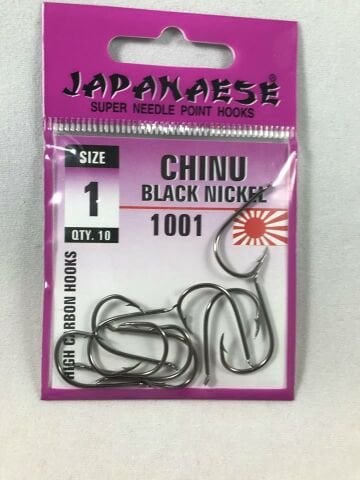 JAPANAESE®
SUPER NEEDLE POINT HOOKS
SIZE
1
QTY. 10
CHINU
BLACK NICKEL
1001
HIGH CARBON HOOKS